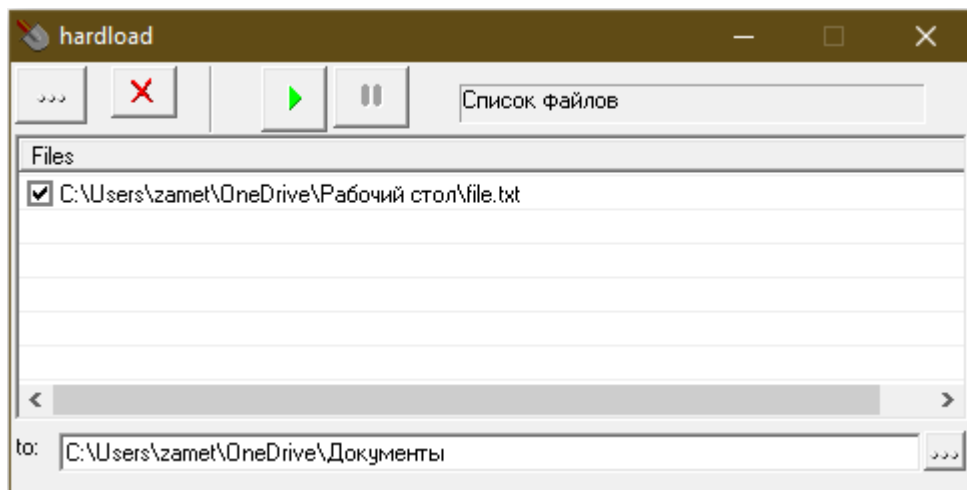 hardload
... Список файлов
Files
C:\Users\zamet\OneDrive\Рабочий стол\file.txt
to: C:\Users\zamet\OneDrive\Документы ...